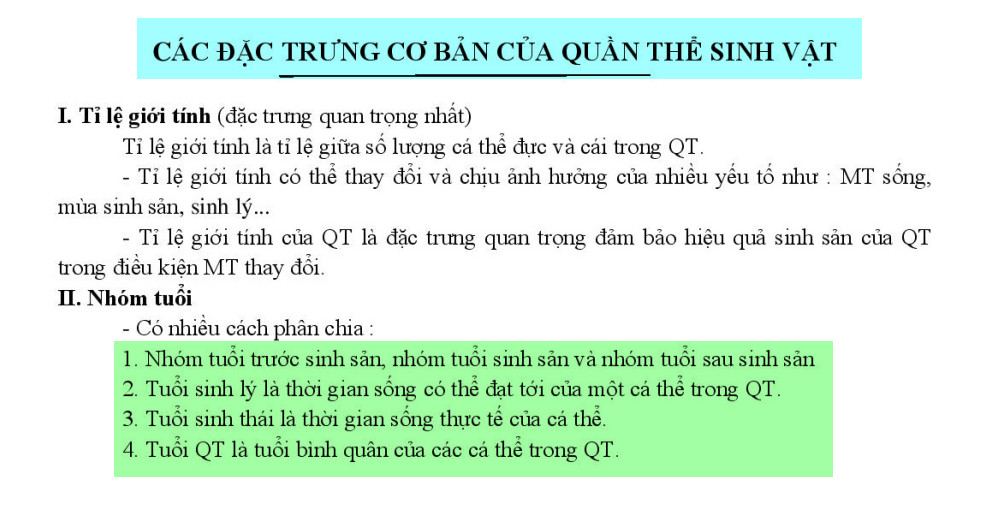 CÁC ĐẶC TRƯNG CƠ BẢN CỦA QUẦN THỂ SINH VẬT
I. Tỉ lệ giới tính (đặc trưng quan trọng nhất)
Tỉ lệ giới tính là tỉ lệ giữa số lượng cá thể đực và cái trong QT.
- Tỉ lệ giới tính có thể thay đổi và chịu ảnh hưởng của nhiều yếu tố như : MT sống,
mùa sinh sản, sinh lý...
- Tỉ lệ giới tính của QT là đặc trưng quan trọng đảm bảo hiệu quả sinh sản của QT
trong điều kiện MT thay đổi.
II. Nhóm tuổi
- Có nhiều cách phân chia :
1. Nhóm tuổi trước sinh sản, nhóm tuổi sinh sản và nhóm tuổi sau sinh sản
2. Tuổi sinh lý là thời gian sống có thể đạt tới của một cá thể trong QT.
3. Tuổi sinh thái là thời gian sống thực tế của cá thể.
4. Tuổi QT là tuổi bình quân của các cá thể trong QT.